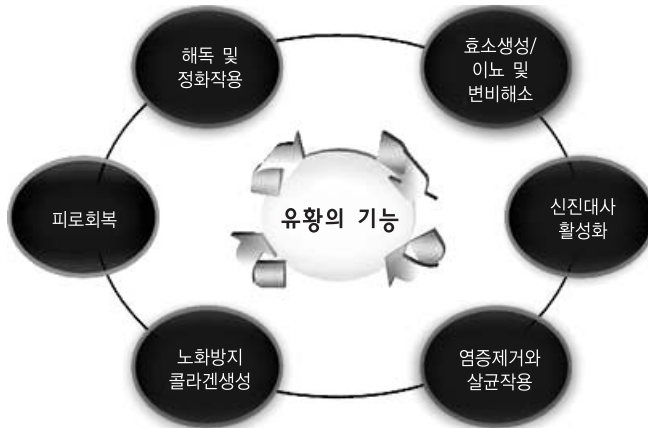 해독 및
정화작용
효소생성/
이뇨 및
변비해소
피로회복
유황의 기능
신진대사
활성화
노화방지
콜라겐생성
염증제거와
살균작용